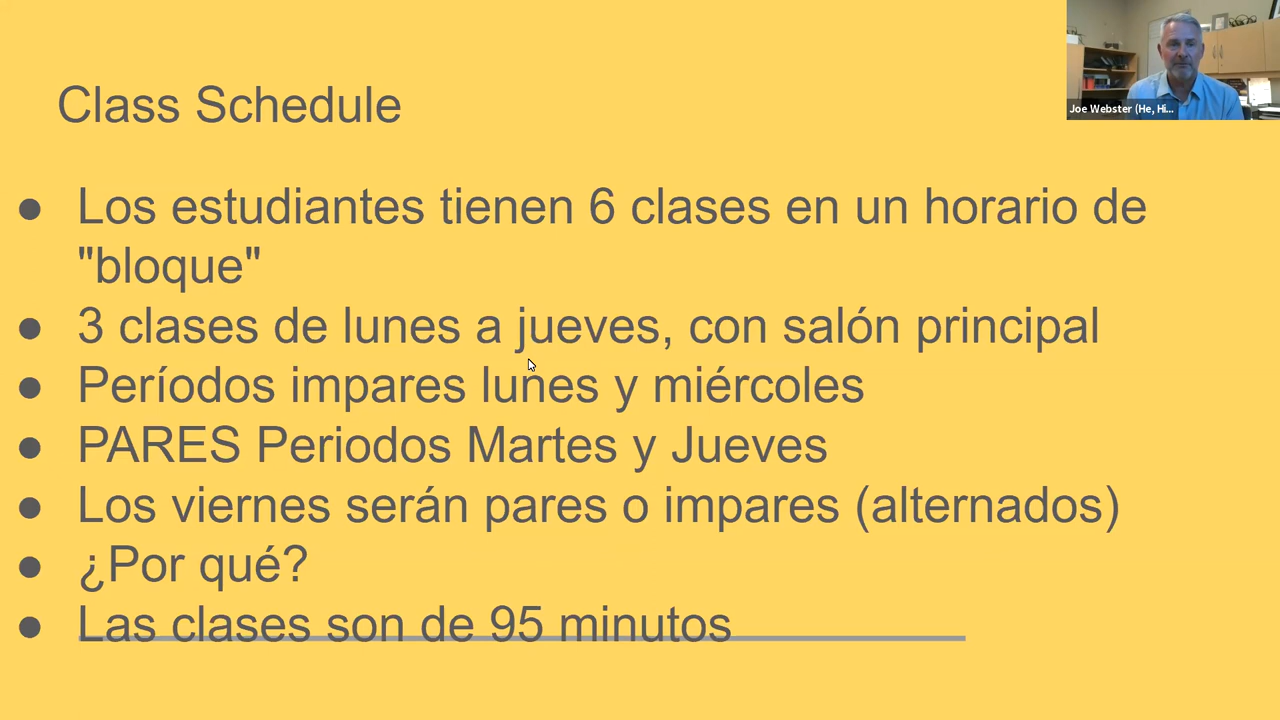 Class Schedule
Joe Webster (He, Hi...
● Los estudiantes tienen 6 clases en un horario de
"bloque"
● 3 clases de lunes a jueves, con salón principal
● Períodos impares lunes y miércoles
● PARES Periodos Martes y Jueves
● Los viernes serán pares o impares (alternados)
● ¿Por qué?
● Las clases son de 95 minutos